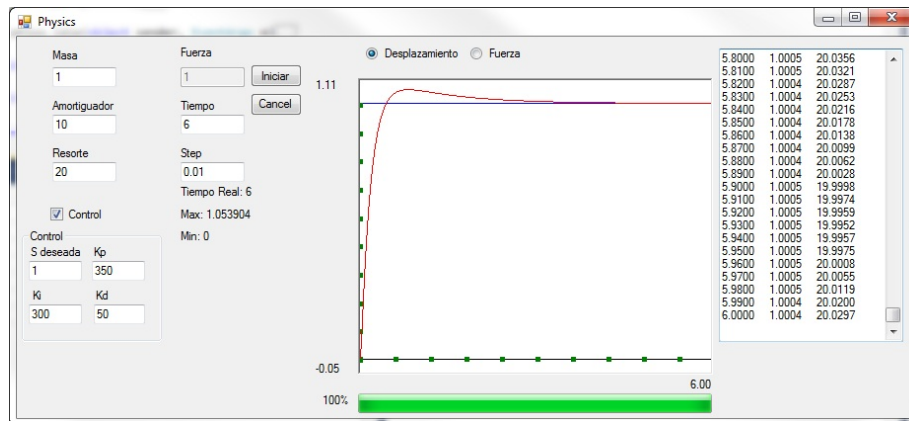 Physics
Masa
1
Amortiguador
10
Resorte
20
Control
Control
S deseada Kp
1 350
Ki Kd
300 50
Fuerza
1 Iniciar
Cancel
Tiempo
6
Step
0.01
Tiempo Real: 6
Max: 1.053904
Min: 0
Desplazamiento Fuerza
1.11
-0.05
6.00
100%
5.8000 1.0005 20.0356
5.8100 1.0005 20.0321
5.8200 1.0004 20.0287
5.8300 1.0004 20.0253
5.8400 1.0004 20.0216
5.8500 1.0004 20.0178
5.8600 1.0004 20.0138
5.8700 1.0004 20.0099
5.8800 1.0004 20.0062
5.8900 1.0004 20.0028
5.9000 1.0005 19.9998
5.9100 1.0005 19.9974
5.9200 1.0005 19.9959
5.9300 1.0005 19.9952
5.9400 1.0005 19.9957
5.9500 1.0005 19.9975
5.9600 1.0005 20.0008
5.9700 1.0005 20.0055
5.9800 1.0005 20.0119
5.9900 1.0004 20.0200
6.0000 1.0004 20.0297